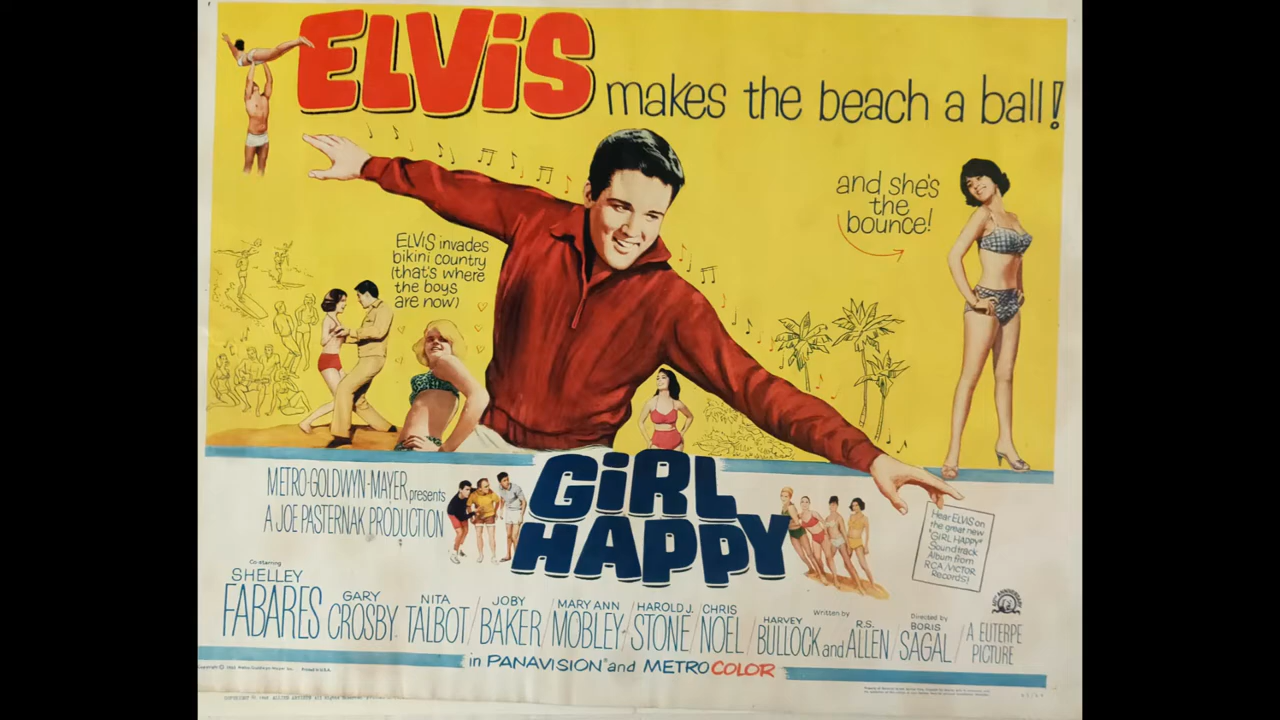 ELVIS makes the beach a ball!
and she's
the
bounce!
ELVIS invades
bikini country
(that's where
the boys
are now)
METRO-GOLDWYN-MAYER presents
A JOE PASTERNAK PRODUCTION
GIRL
HAPPY
Hear ELVIS on
the great new
"GIRL HAPPY"
Soundtrack
Album from
RCA/VICTOR
Records!
Co-starring
SHELLEY FABARES / GARY CROSBY / NITA TALBOT / JOBY BAKER / MARY ANN MOBLEY / HAROLD J. STONE / CHRIS NOEL
Written by
HARVEY BULLOCK and R.S. ALLEN
Directed by
BORIS SAGAL / A EUTERPE PICTURE
in PANAVISION® and METROCOLOR